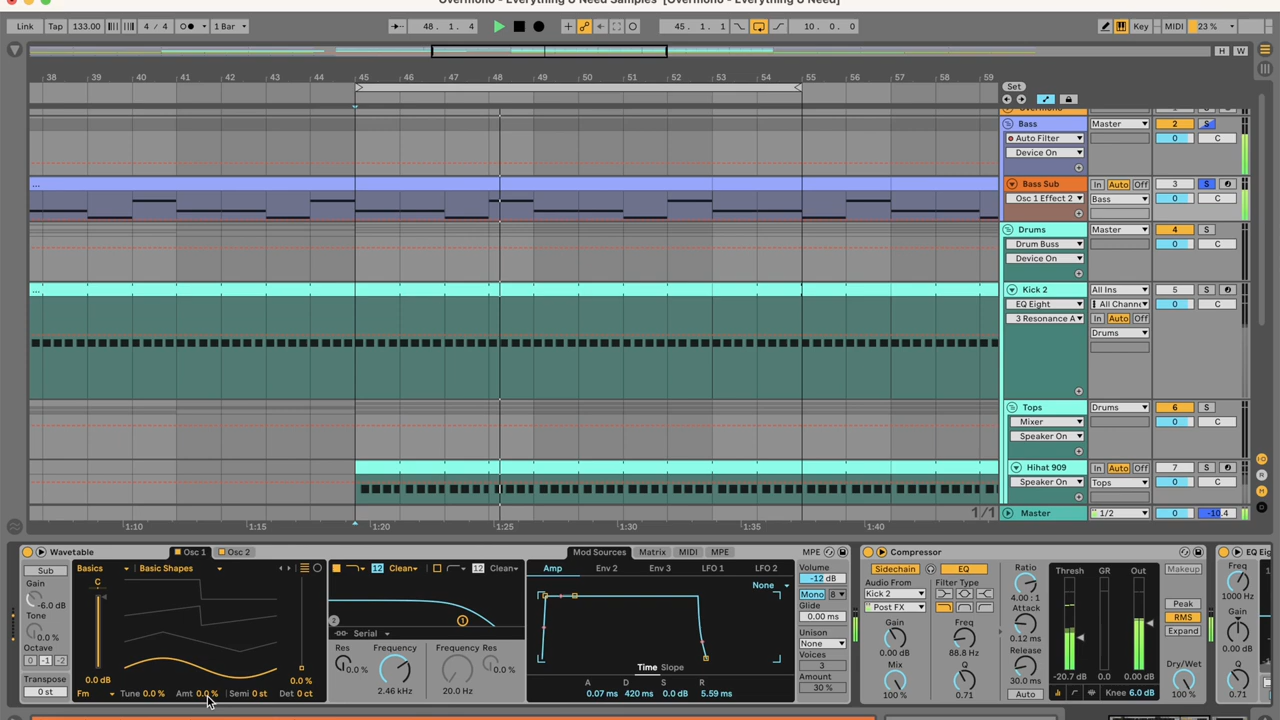 Overmono - Everything U Need Samples [Overmono - Everything U Need]
Link Tap 133.00 4 / 4 1 Bar 48. 1. 4 45. 1. 1 10. 0. 0 Key MIDI 23 %
H W
38 39 40 41 42 43 44 45 46 47 48 49 50 51 52 53 54 55 56 57 58 59 Set
Bass Master 2 S
Auto Filter 0 C
Device On
... Bass Sub In Auto Off 3 S
Osc 1 Effect 2 Bass 0 C
Drums Master 4 S
Drum Buss 0 C
Device On
... Kick 2 All Ins 5 S
EQ Eight All Channe 0 C
3 Resonance A In Auto Off
Drums
Tops Drums 6 S
Mixer 0 C
Speaker On
Hihat 909 In Auto Off 7 S
Speaker On Tops 0 C
1/1 Master 1/2 0 -10.4
1:10 1:15 1:20 1:25 1:30 1:35 1:40
Wavetable Osc 1 Osc 2 Mod Sources Matrix MIDI MPE MPE Compressor EQ Eig
Sub Basics Basic Shapes 12 Clean 12 Clean Amp Env 2 Env 3 LFO 1 LFO 2 Volume Sidechain EQ Ratio Thresh GR Out Makeup Freq
Gain C None -12 dB Audio From Filter Type 4.00 : 1 1000 Hz
-6.0 dB Mono 8 Kick 2 Attack Peak Gain
Tone Glide Post FX 0.12 ms RMS
0.0 % 2 1 0.00 ms Gain Freq Release Expand 0.00 dB
Octave Serial Unison 0.00 dB 88.8 Hz 30.0 ms Dry/Wet Q
0 -1 -2 Res Frequency Frequency Res Time Slope None Mix Q Auto -20.7 dB 0.0 0.00 dB 0.71
Transpose 0.0 dB 0.0 % 0.0 % 0.0 % A D S R Voices 3 100 % 0.71 Knee 6.0 dB 100 %
0 st Fm Tune 0.0 % Amt 0.0 % Semi 0 st Det 0 ct 2.46 kHz 20.0 Hz 0.07 ms 420 ms 0.0 dB 5.59 ms Amount 30 %